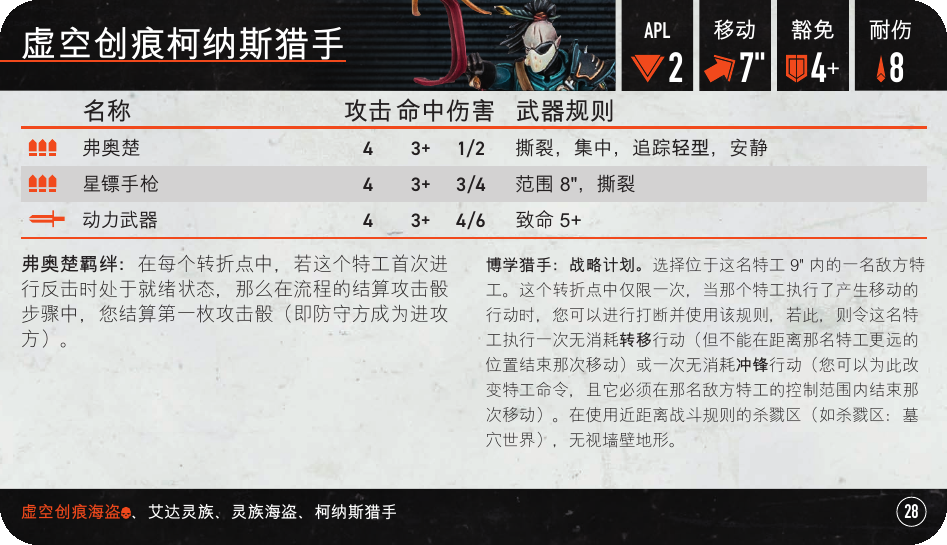 虚空创痕柯纳斯猎手
APL 移动 豁免 耐伤
2 7" 4+ 8
名称 攻击 命中 伤害 武器规则
弗奥楚 4 3+ 1/2 撕裂，集中，追踪轻型，安静
星镖手枪 4 3+ 3/4 范围 8"，撕裂
动力武器 4 3+ 4/6 致命 5+
弗奥楚羁绊：在每个转折点中，若这个特工首次进
行反击时处于就绪状态，那么在流程的结算攻击骰
步骤中，您结算第一枚攻击骰（即防守方成为进攻
方）。
博学猎手：战略计划。选择位于这名特工 9" 内的一名敌方特
工。这个转折点中仅限一次，当那个特工执行了产生移动的
行动时，您可以进行打断并使用该规则，若此，则令这名特
工执行一次无消耗转移行动（但不能在距离那名特工更远的
位置结束那次移动）或一次无消耗冲锋行动（您可以为此改
变特工命令，且它必须在那名敌方特工的控制范围内结束那
次移动）。在使用近距离战斗规则的杀戮区（如杀戮区：墓
穴世界），无视墙壁地形。
虚空创痕海盗、艾达灵族、灵族海盗、柯纳斯猎手
28